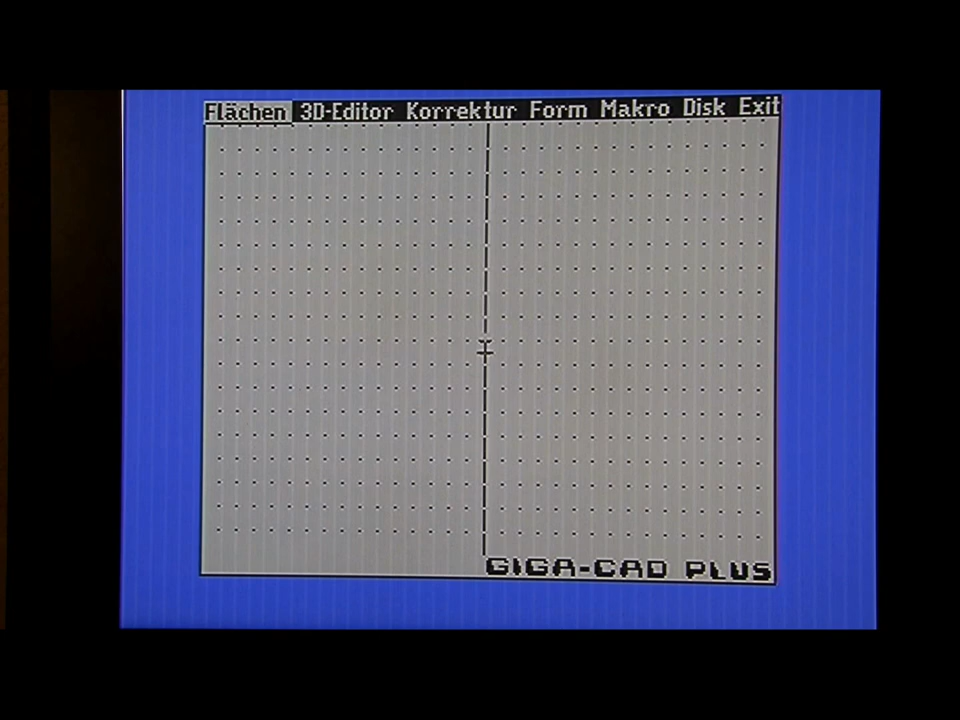 Flächen 3D-Editor Korrektur Form Makro Disk Exit
GIGA-CAD PLUS